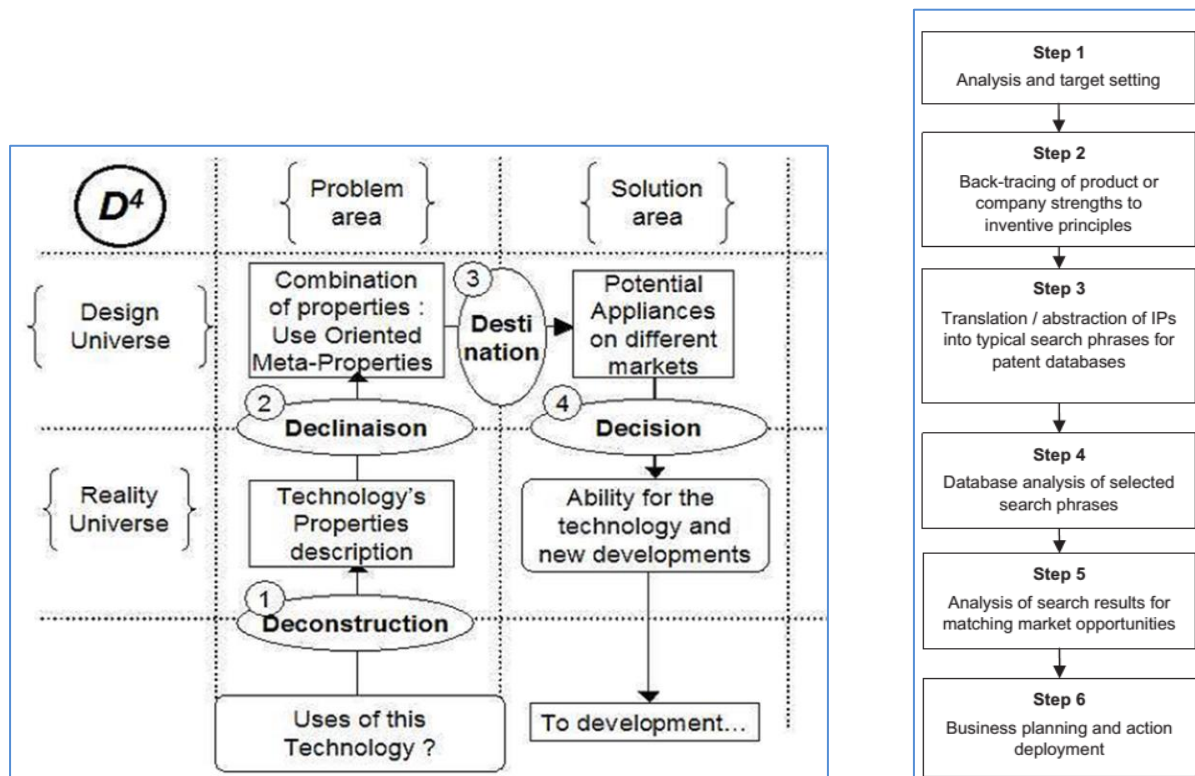 D4
Problem
area
Solution
area
Design
Universe
Combination
of properties :
Use Oriented
Meta-Properties
3
Desti
nation
Potential
Appliances
on different
markets
2
Declinaison
4
Decision
Reality
Universe
Technology's
Properties
description
Ability for the
technology and
new developments
1
Deconstruction
Uses of this
Technology ?
To development...
Step 1
Analysis and target setting
Step 2
Back-tracing of product or
company strengths to
inventive principles
Step 3
Translation / abstraction of IPs
into typical search phrases for
patent databases
Step 4
Database analysis of selected
search phrases
Step 5
Analysis of search results for
matching market opportunities
Step 6
Business planning and action
deployment